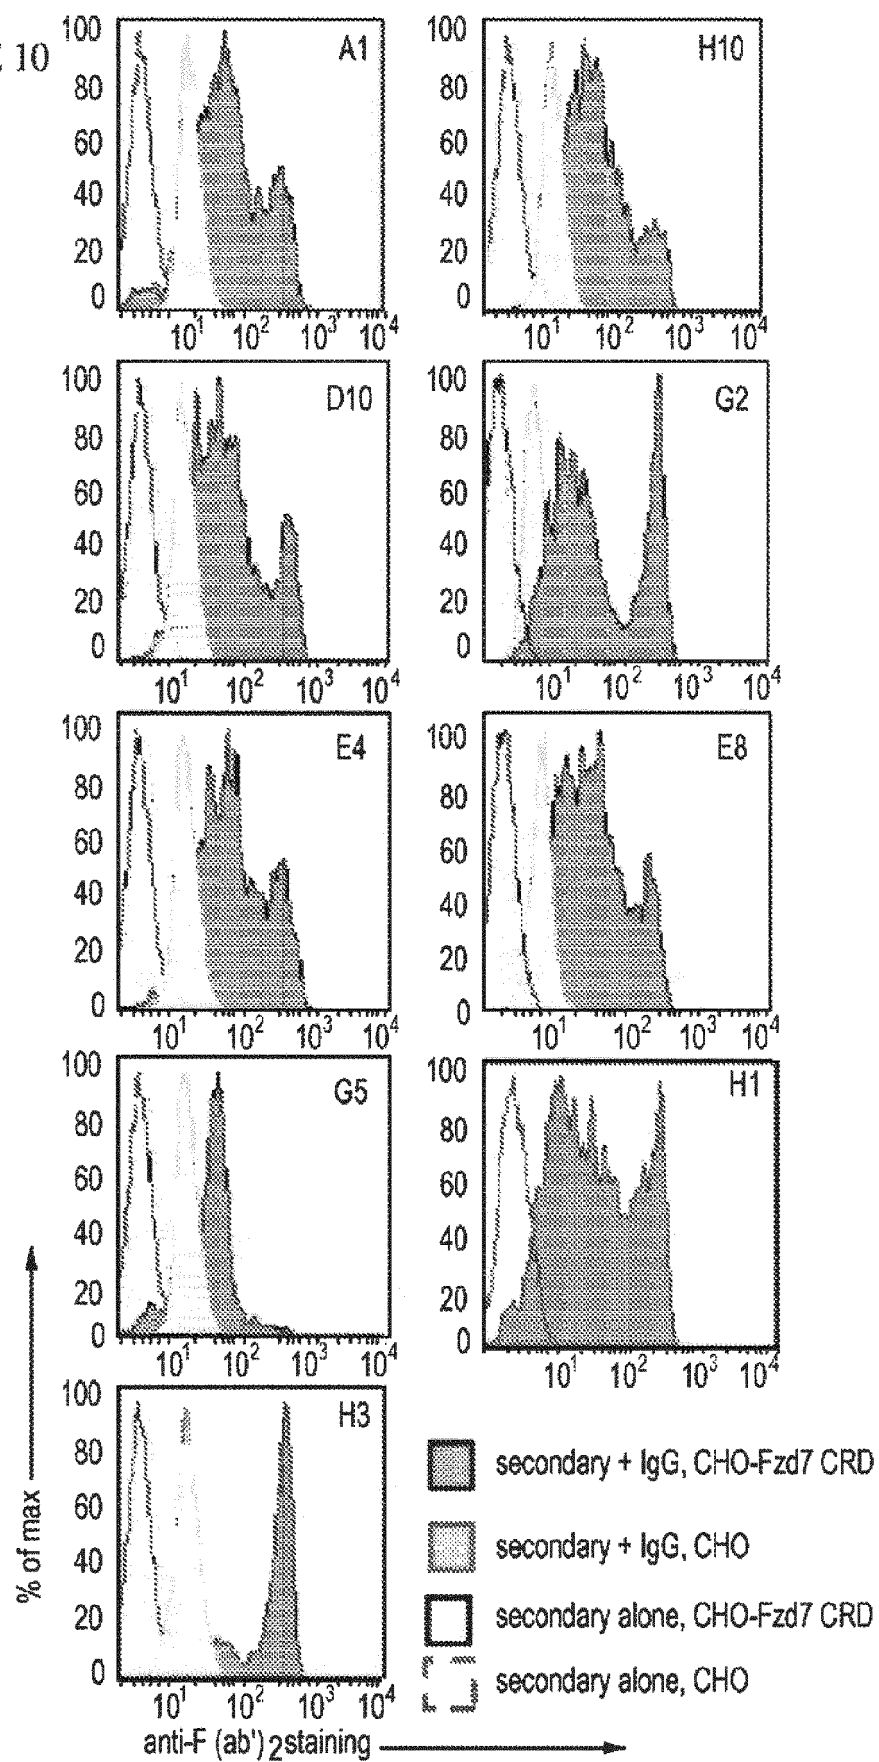 10
100 A1
80
60
40
20
0
10¹ 10² 10³ 10⁴
100 H10
80
60
40
20
0
10¹ 10² 10³ 10⁴
100 D10
80
60
40
20
0
10¹ 10² 10³ 10⁴
100 G2
80
60
40
20
0
10¹ 10² 10³ 10⁴
100 E4
80
60
40
20
0
10¹ 10² 10³ 10⁴
100 E8
80
60
40
20
0
10¹ 10² 10³ 10⁴
100 G5
80
60
40
20
0
10¹ 10² 10³ 10⁴
100 H1
80
60
40
20
0
10¹ 10² 10³ 10⁴
100 H3
80
60
40
20
0
10¹ 10² 10³ 10⁴
% of max
anti-F (ab') 2 staining
secondary + IgG, CHO-Fzd7 CRD
secondary + IgG, CHO
secondary alone, CHO-Fzd7 CRD
secondary alone, CHO